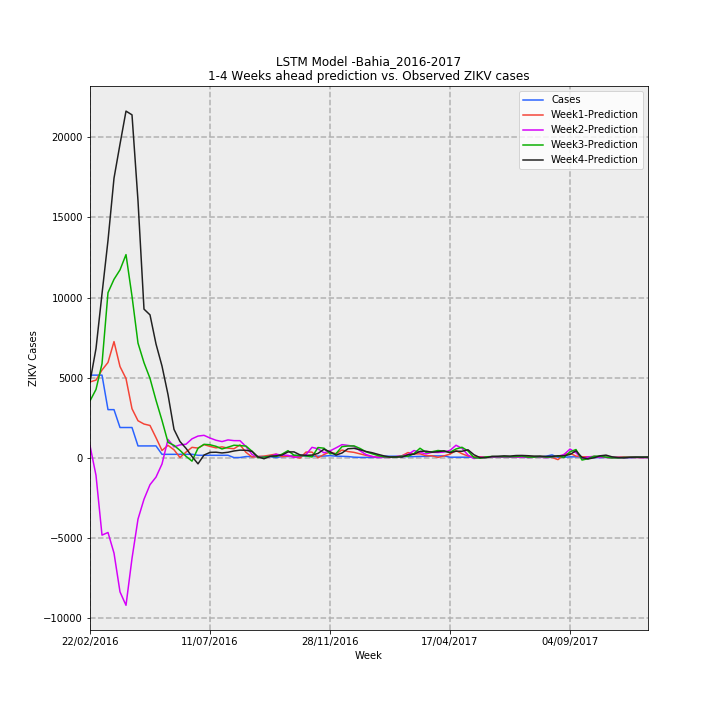 LSTM Model -Bahia_2016-2017
1-4 Weeks ahead prediction vs. Observed ZIKV cases
Cases
Week1-Prediction
Week2-Prediction
Week3-Prediction
Week4-Prediction
ZIKV Cases
20000
15000
10000
5000
0
−5000
−10000
22/02/2016 11/07/2016 28/11/2016 17/04/2017 04/09/2017
Week